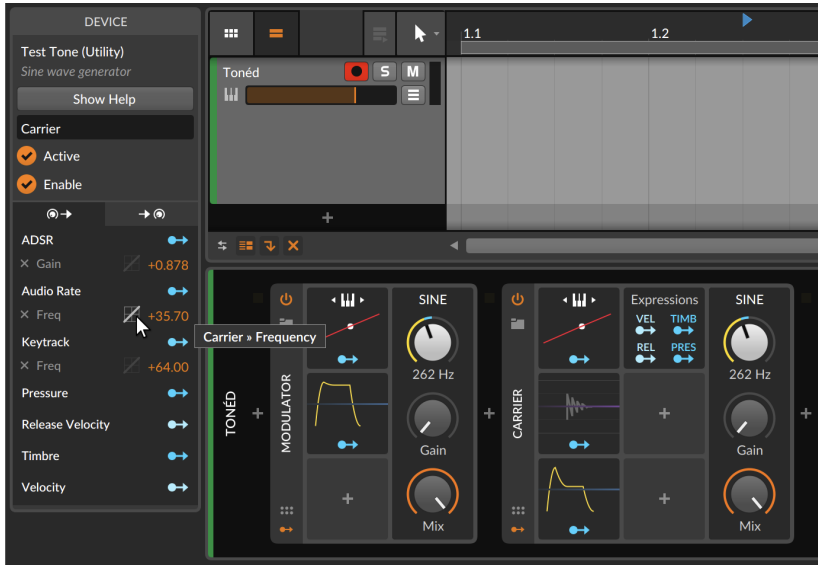 DEVICE
Test Tone (Utility)
Sine wave generator
Show Help
Carrier
Active
Enable
ADSR
× Gain +0.878
Audio Rate
× Freq +35.70
Keytrack
× Freq +64.00
Pressure
Release Velocity
Timbre
Velocity
1.1 1.2
Tonéd S M
Carrier » Frequency
TONÉD
MODULATOR
SINE
262 Hz
Gain
Mix
CARRIER
Expressions
VEL TIMB
REL PRES
SINE
262 Hz
Gain
Mix